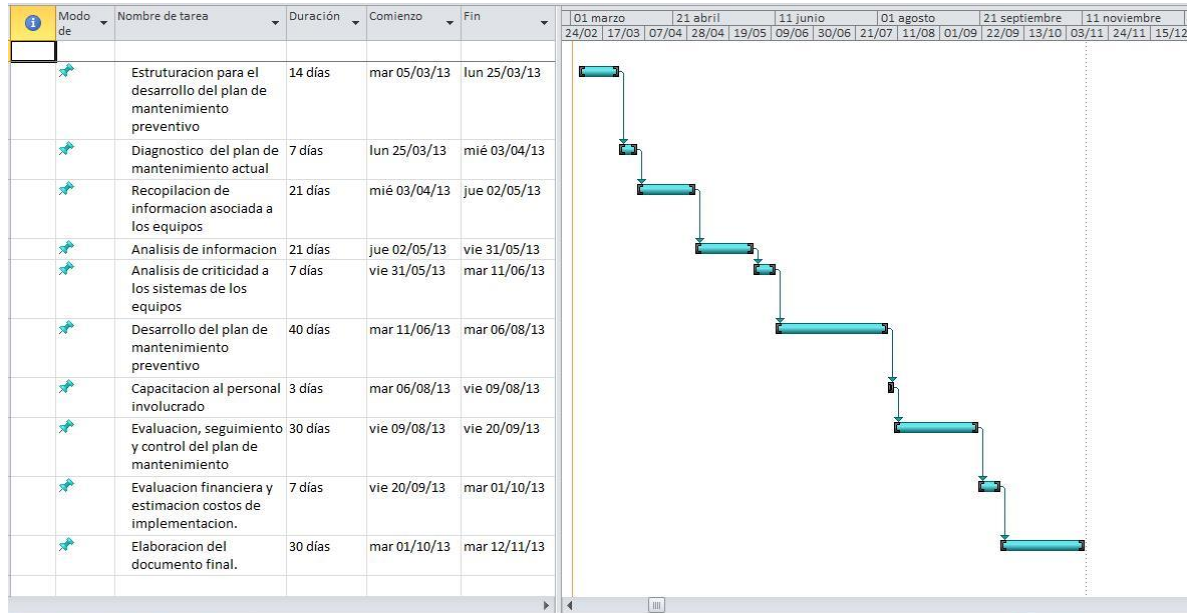 Modo de
Nombre de tarea
Duración
Comienzo
Fin
01 marzo
21 abril
11 junio
01 agosto
21 septiembre
11 noviembre
24/02
17/03
07/04
28/04
19/05
09/06
30/06
21/07
11/08
01/09
22/09
13/10
03/11
24/11
15/12
Estruturacion para el
desarrollo del plan de
mantenimiento
preventivo
14 días
mar 05/03/13
lun 25/03/13
Diagnostico del plan de
mantenimiento actual
7 días
lun 25/03/13
mié 03/04/13
Recopilacion de
informacion asociada a
los equipos
21 días
mié 03/04/13
jue 02/05/13
Analisis de informacion
21 días
jue 02/05/13
vie 31/05/13
Analisis de criticidad a
los sistemas de los
equipos
7 días
vie 31/05/13
mar 11/06/13
Desarrollo del plan de
mantenimiento
preventivo
40 días
mar 11/06/13
mar 06/08/13
Capacitacion al personal
involucrado
3 días
mar 06/08/13
vie 09/08/13
Evaluacion, seguimiento
y control del plan de
mantenimiento
30 días
vie 09/08/13
vie 20/09/13
Evaluacion financiera y
estimacion costos de
implementacion.
7 días
vie 20/09/13
mar 01/10/13
Elaboracion del
documento final.
30 días
mar 01/10/13
mar 12/11/13